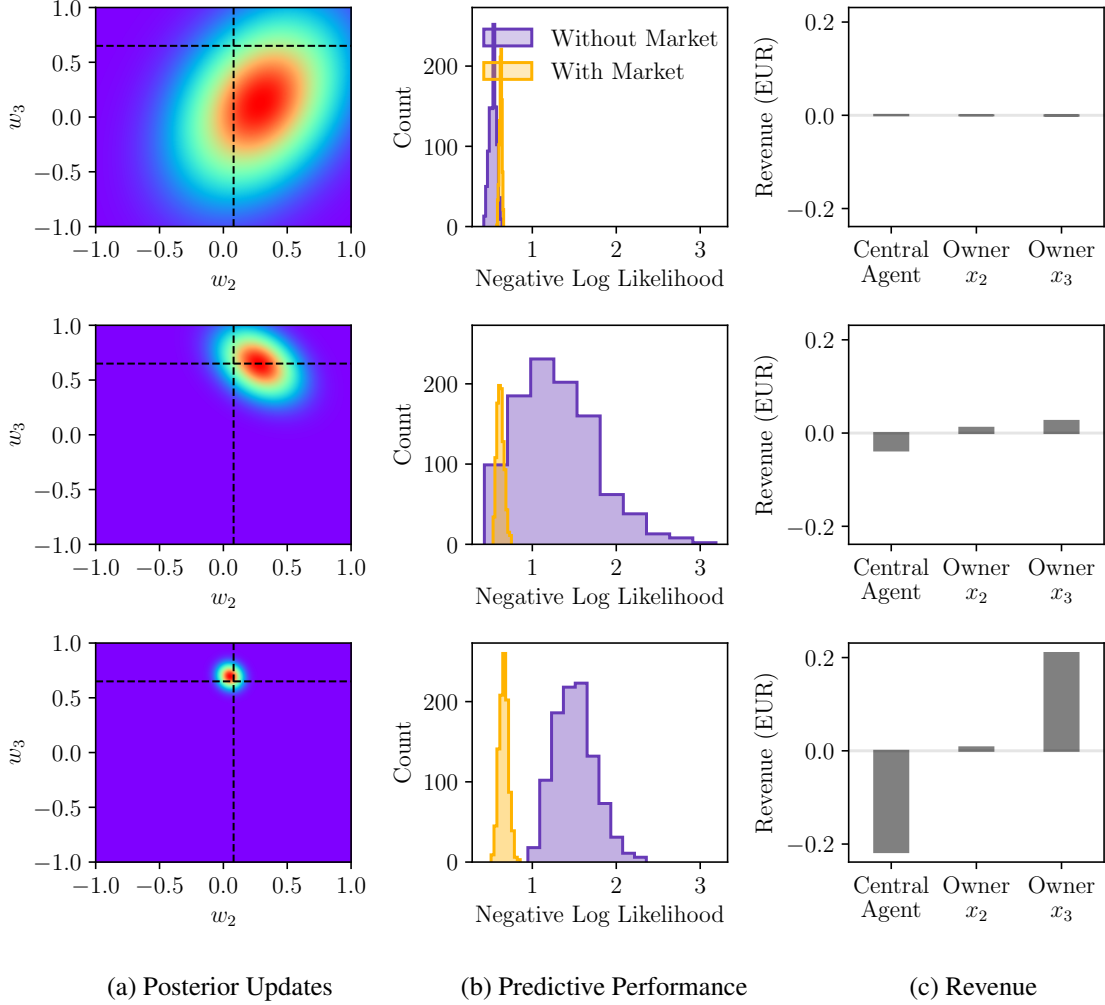 1.0
0.5
0.0
−0.5
−1.0
w3
−1.0 −0.5 0.0 0.5 1.0
w2
200
100
0
Count
Without Market
With Market
1 2 3
Negative Log Likelihood
0.2
0.0
−0.2
Revenue (EUR)
Central Agent
Owner x2
Owner x3
1.0
0.5
0.0
−0.5
−1.0
w3
−1.0 −0.5 0.0 0.5 1.0
w2
200
100
0
Count
1 2 3
Negative Log Likelihood
0.2
0.0
−0.2
Revenue (EUR)
Central Agent
Owner x2
Owner x3
1.0
0.5
0.0
−0.5
−1.0
w3
−1.0 −0.5 0.0 0.5 1.0
w2
200
100
0
Count
1 2 3
Negative Log Likelihood
0.2
0.0
−0.2
Revenue (EUR)
Central Agent
Owner x2
Owner x3
(a) Posterior Updates
(b) Predictive Performance
(c) Revenue